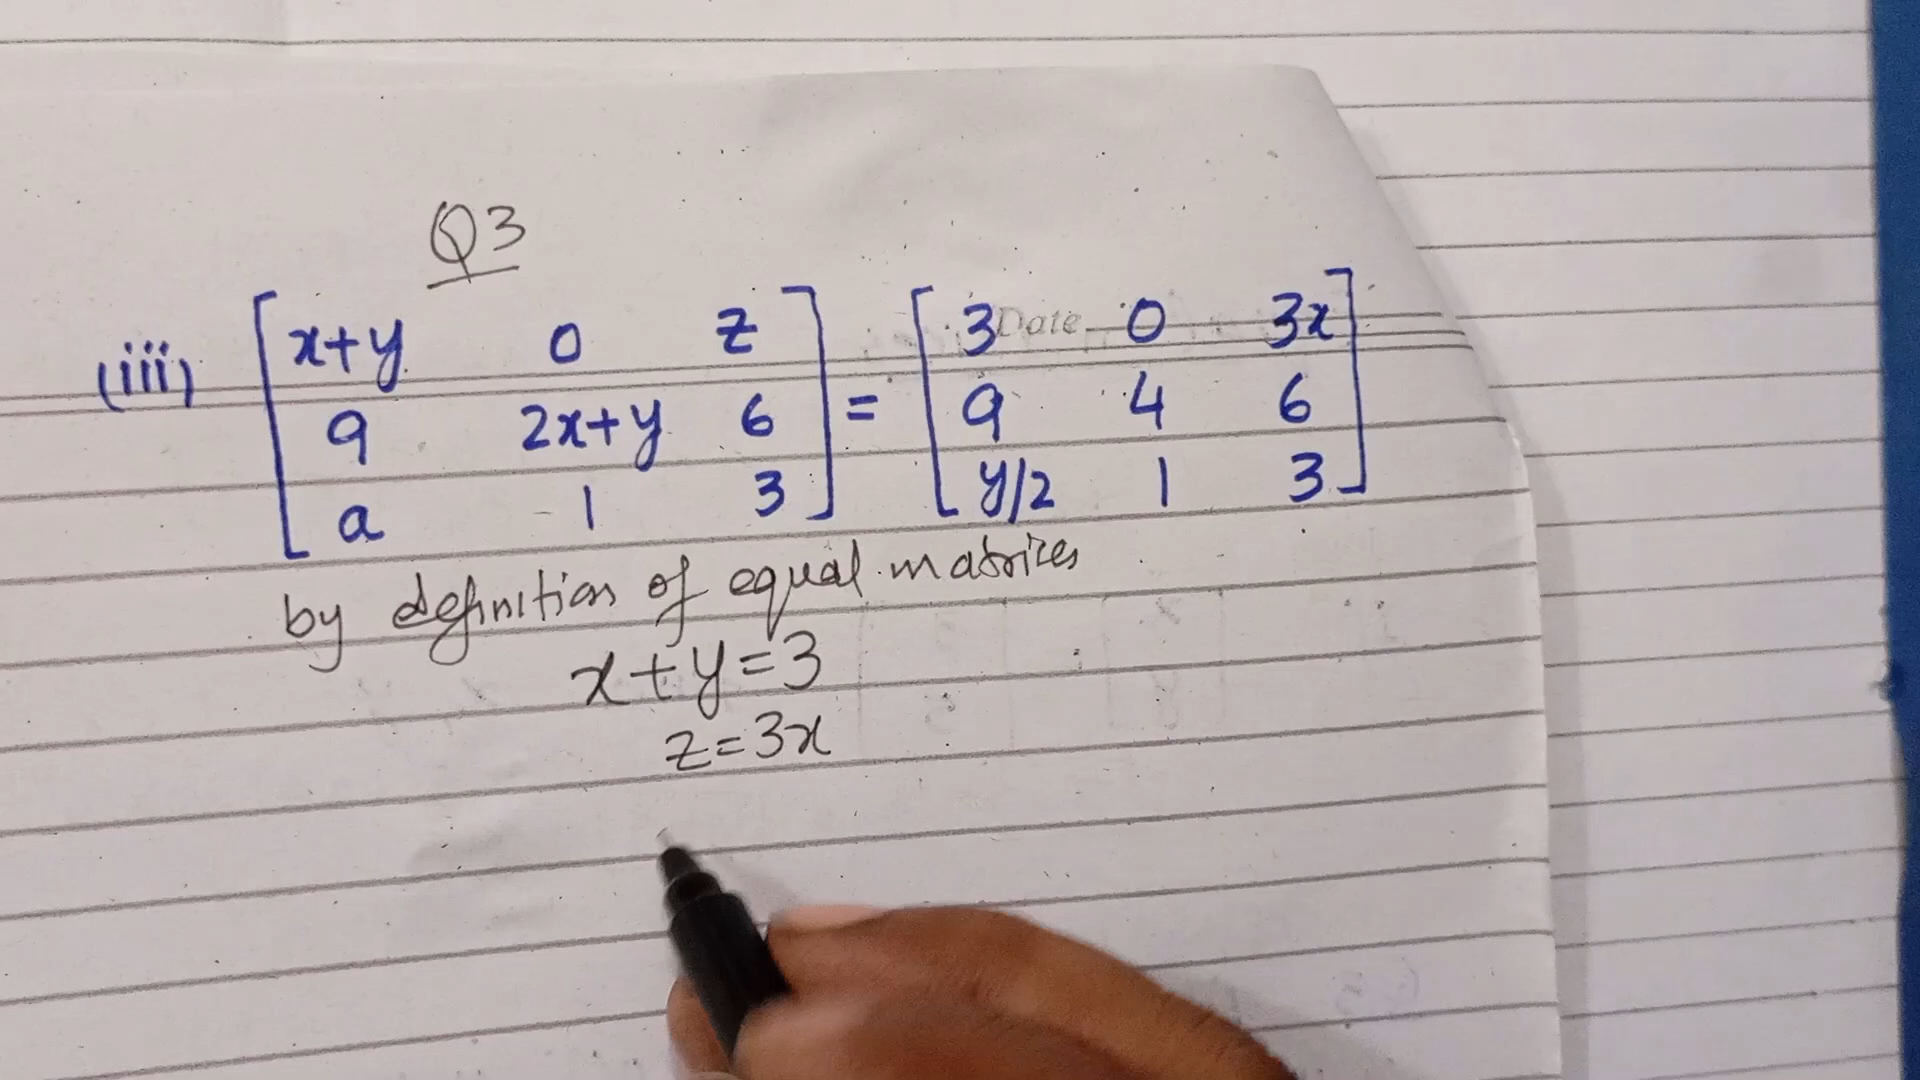 Q3
(iii) [x+y 0 z] = [3 0 3x]
[9 2x+y 6] [9 4 6]
[a 1 3] [y/2 1 3]
Date
by definition of equal matrices
x+y=3
z=3x